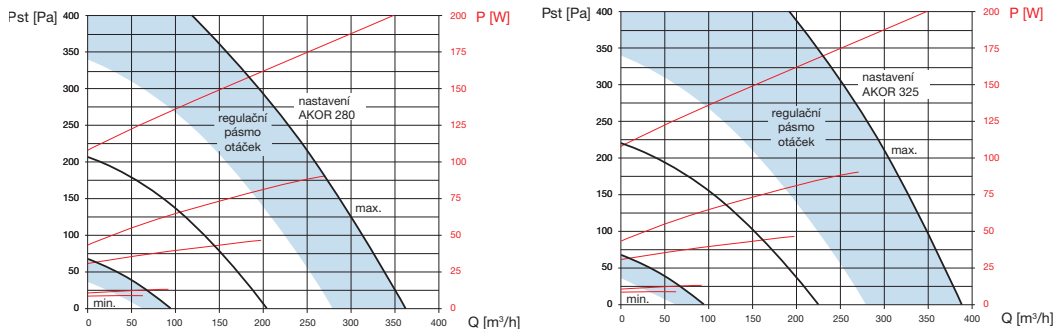 Pst [Pa]
P [W]
400
350
300
250
200
150
100
50
0
200
175
150
125
100
75
50
25
0
nastavení
AKOR 280
regulační
pásmo
otáček
max.
min.
0
50
100
150
200
250
300
350
400
Q [m³/h]
Pst [Pa]
P [W]
400
350
300
250
200
150
100
50
0
200
175
150
125
100
75
50
25
0
nastavení
AKOR 325
regulační
pásmo
otáček
max.
min.
0
50
100
150
200
250
300
350
400
Q [m³/h]